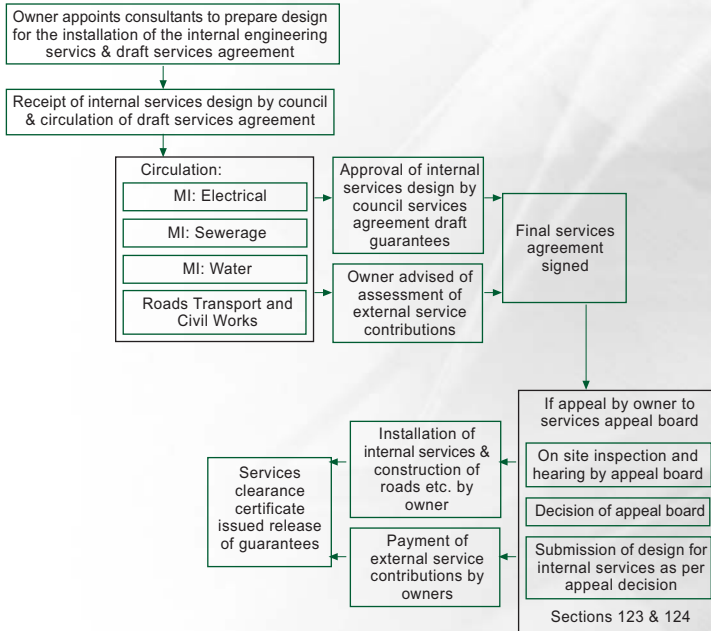 Owner appoints consultants to prepare design
for the installation of the internal engineering
servics & draft services agreement
Receipt of internal services design by council
& circulation of draft services agreement
Circulation:
MI: Electrical
MI: Sewerage
MI: Water
Roads Transport and
Civil Works
Approval of internal
services design by
council services
agreement draft
guarantees
Owner advised of
assessment of
external service
contributions
Final services
agreement
signed
If appeal by owner to
services appeal board
On site inspection and
hearing by appeal board
Decision of appeal board
Submission of design for
internal services as per
appeal decision
Sections 123 & 124
Installation of
internal services &
construction of
roads etc. by
owner
Payment of
external service
contributions by
owners
Services
clearance
certificate
issued release
of guarantees